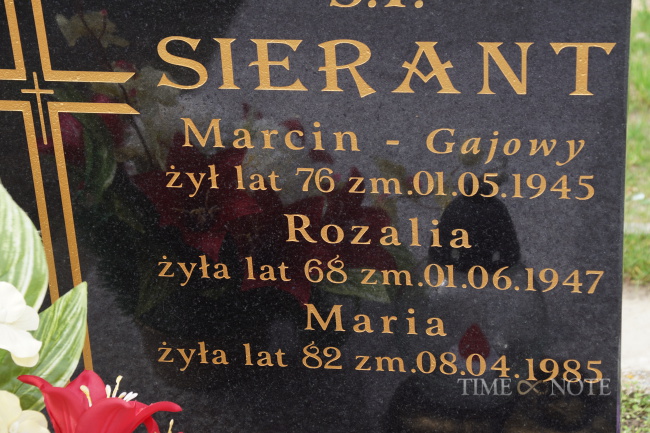 Ś.P.
SIERANT
Marcin - Gajowy
żył lat 76 zm.01.05.1945
Rozalia
żyła lat 68 zm.01.06.1947
Maria
żyła lat 82 zm.08.04.1985
TIME NOTE